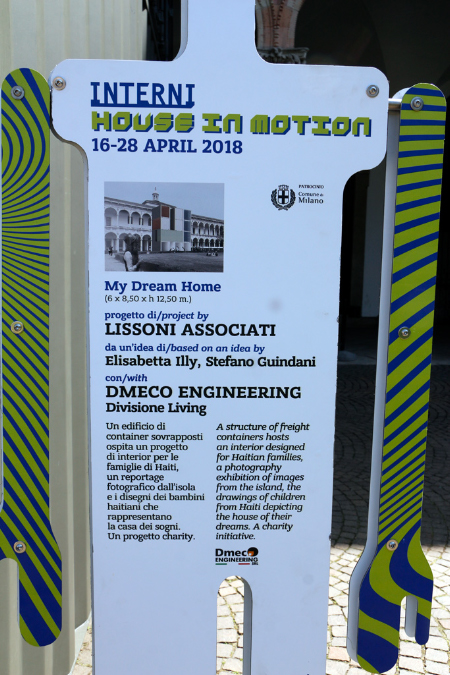 INTERNI
HOUSE IN MOTION
16-28 APRIL 2018
PATROCINIO
Comune di
Milano
My Dream Home
(6 x 8,50 x h 12,50 m.)
progetto di/project by
LISSONI ASSOCIATI
da un'idea di/based on an idea by
Elisabetta Illy, Stefano Guindani
con/with
DMECO ENGINEERING
Divisione Living
Un edificio di
container sovrapposti
ospita un progetto
di interior per le
famiglie di Haiti,
un reportage
fotografico dall'isola
e i disegni dei bambini
haitiani che
rappresentano
la casa dei sogni.
Un progetto charity.
A structure of freight
containers hosts
an interior designed
for Haitian families,
a photography
exhibition of images
from the island, the
drawings of children
from Haiti depicting
the house of their
dreams. A charity
initiative.
Dmeco
ENGINEERING SRL